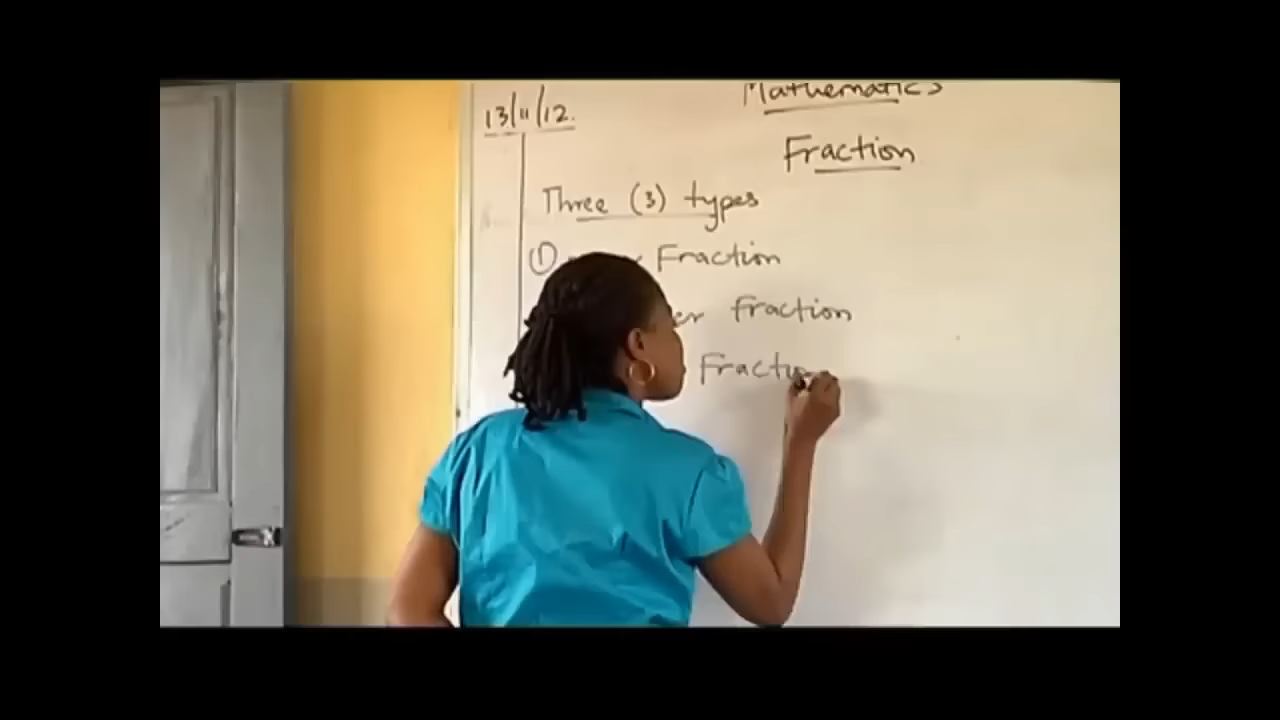 13/11/12.
Mathematics
Fraction
Three (3) types
① Fraction
Fraction
Fractio